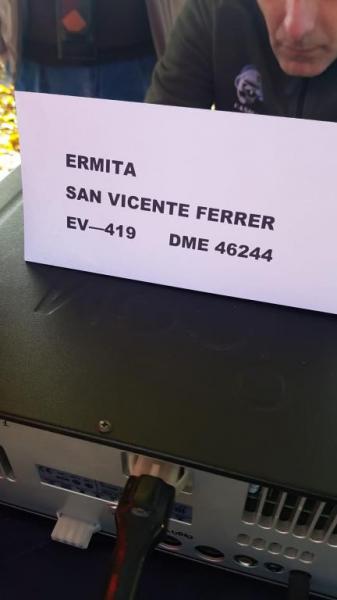 ERMITA
SAN VICENTE FERRER
EV—419 DME 46244